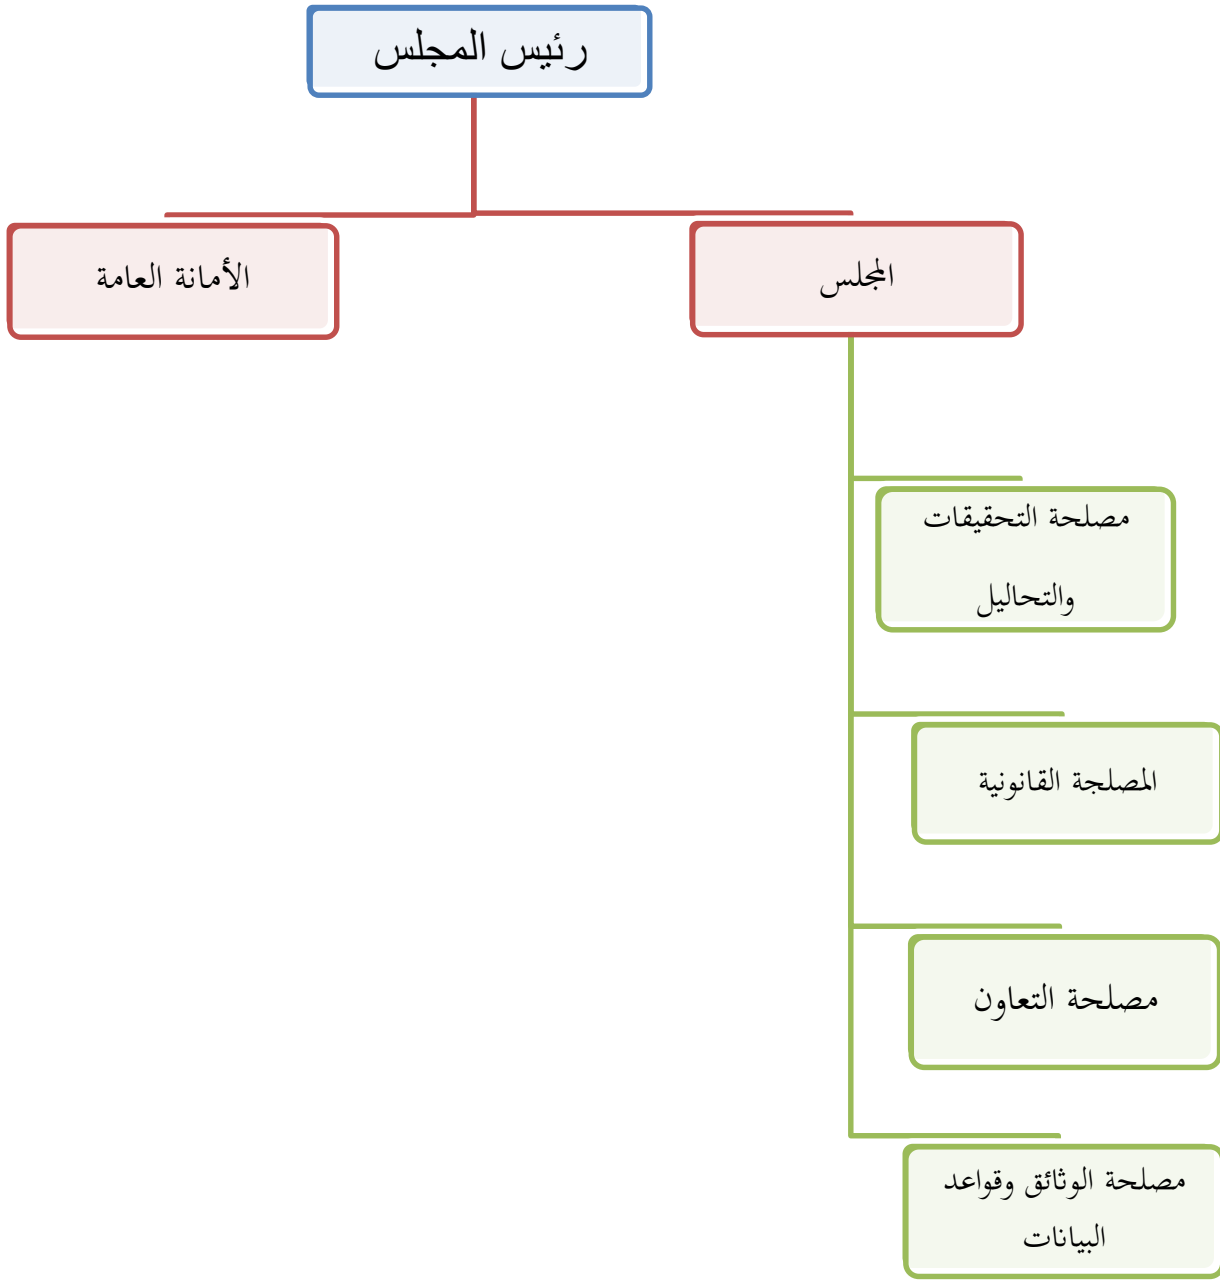 رئيس المجلس
المجلس
الأمانة العامة
مصلحة التحقيقات
والتحاليل
المصلجة القانونية
مصلحة التعاون
مصلحة الوثائق وقواعد
البيانات